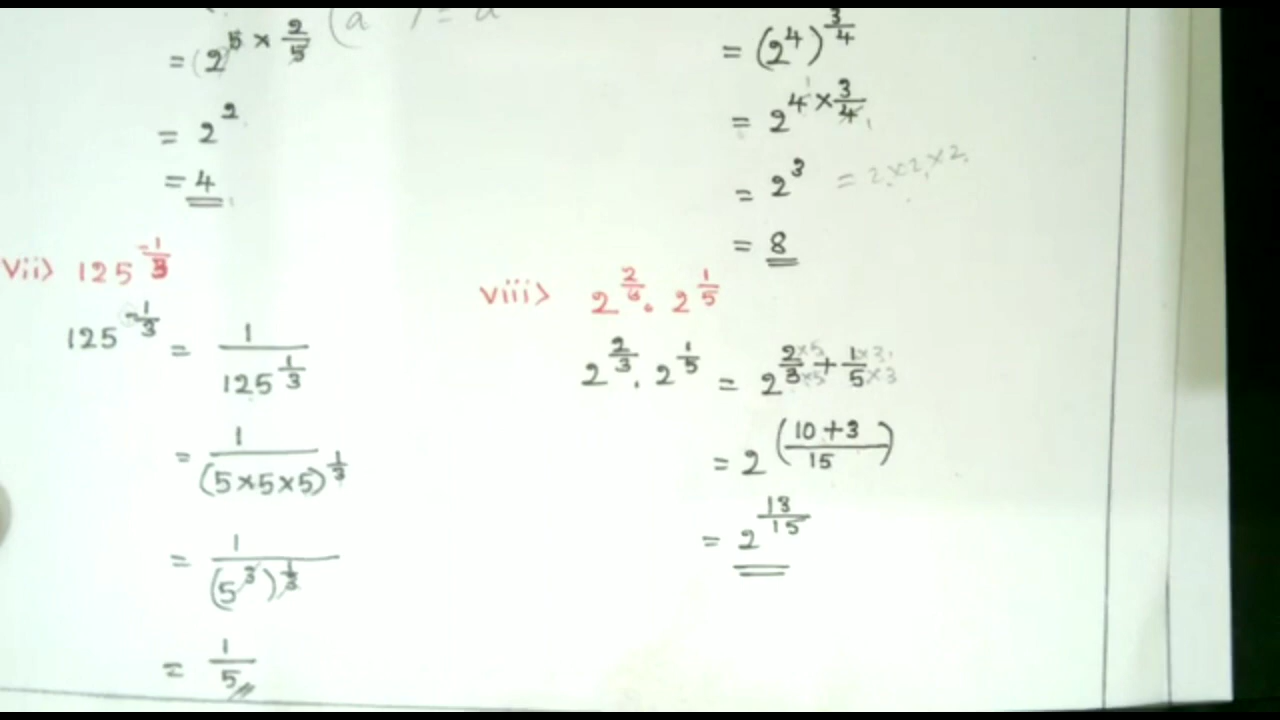 = 2^(5 × 2/5) (a ) = a
= 2^2
= 4
vii) 125^(-1/3)
125^(-1/3) = 1/125^(1/3)
= 1/(5×5×5)^(1/3)
= 1/(5^3)^(1/3)
= 1/5
= (2^4)^(3/4)
= 2^(4×3/4)
= 2^3 = 2×2×2
= 8
viii) 2^(2/3) . 2^(1/5)
2^(2/3) . 2^(1/5) = 2^(2×5/3×5 + 1×3/5×3)
= 2^((10+3)/15)
= 2^(13/15)